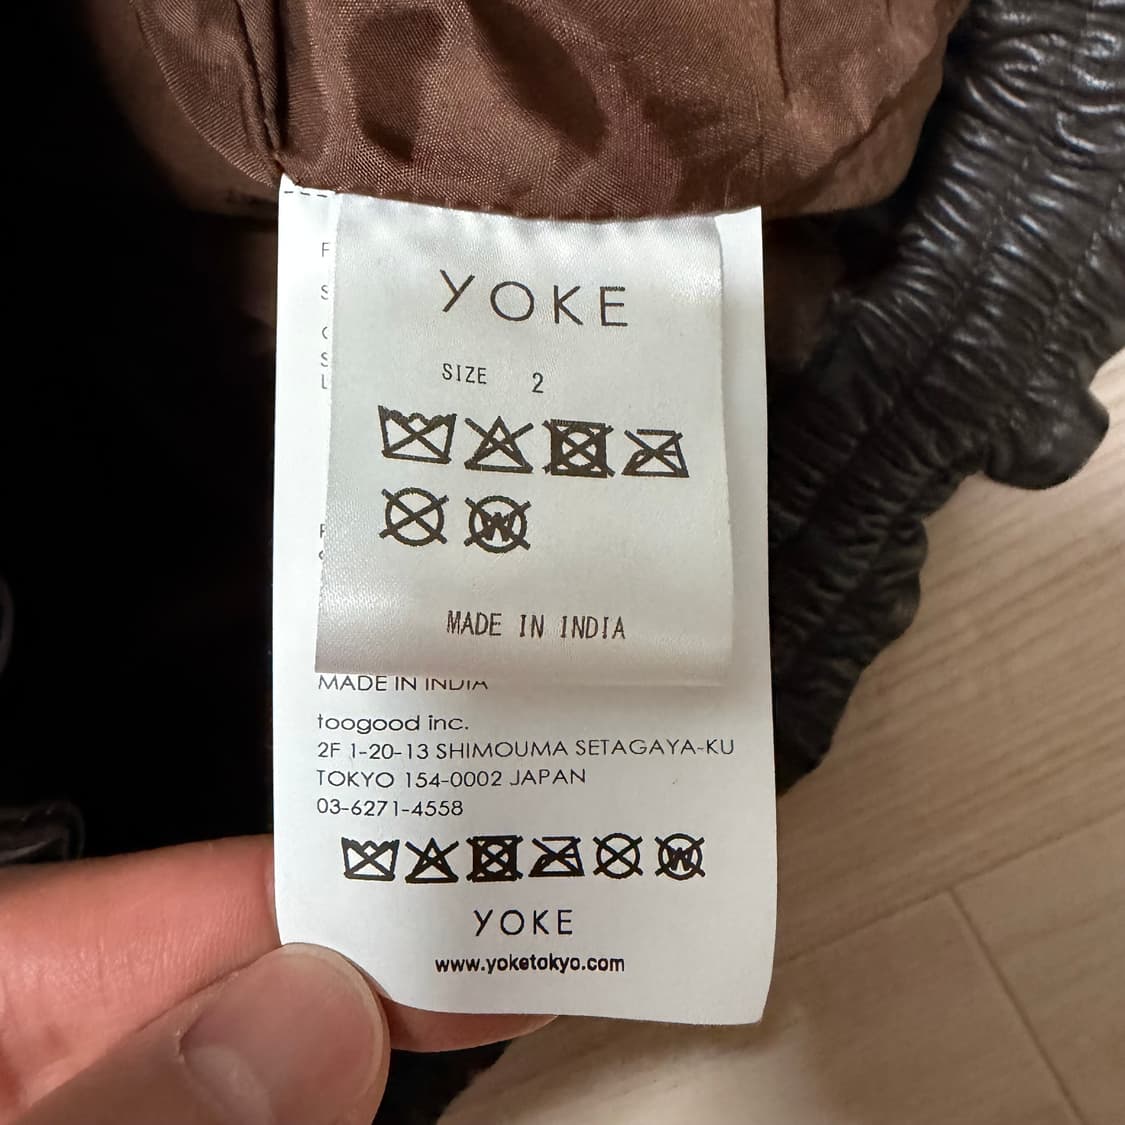 YOKE
SIZE 2
W
MADE IN INDIA
MADE IN INDIA
toogood inc.
2F 1-20-13 SHIMOUMA SETAGAYA-KU
TOKYO 154-0002 JAPAN
03-6271-4558
W
YOKE
www.yoketokyo.com